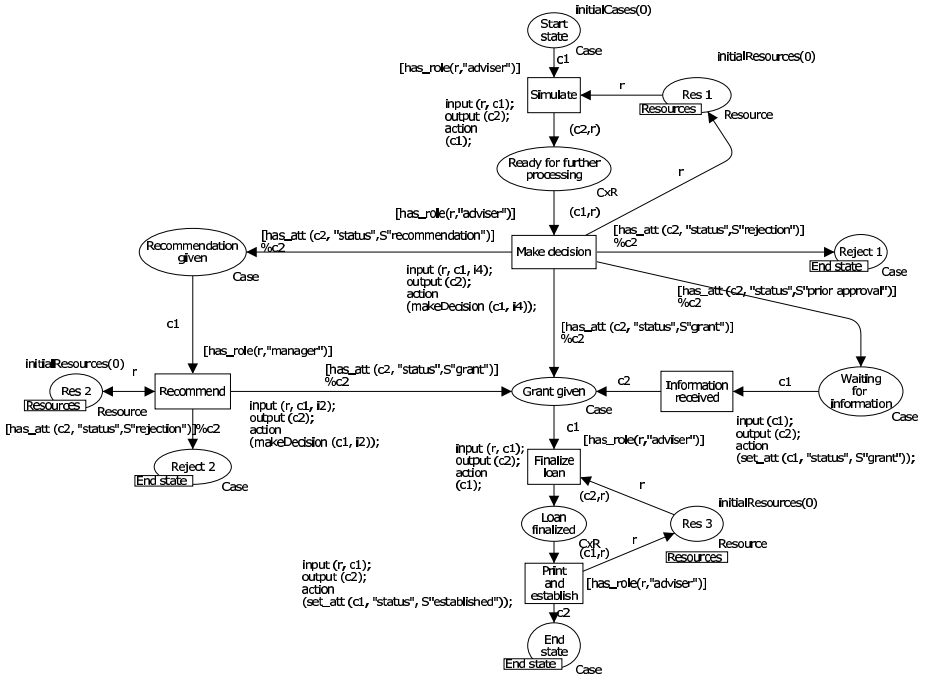 initialCases(0)
Start
state
Case
c1
[has_role(r,"adviser")]
initialResources(0)
Simulate
r
Res 1
Resources
Resource
input (r, c1);
output (c2);
action
(c1);
(c2,r)
Ready for further
processing
CxR
r
[has_role(r,"adviser")]
(c1,r)
[has_att (c2, "status",S"recommendation")]
%c2
[has_att (c2, "status",S"rejection")]
%c2
Recommendation
given
Case
Make decision
Reject 1
End state
Case
input (r, c1, i4);
output (c2);
action
(makeDecision (c1, i4));
[has_att (c2, "status",S"prior approval")]
%c2
c1
[has_att (c2, "status",S"grant")]
%c2
[has_role(r,"manager")]
initialResources(0)
r
Res 2
Resources
Resource
Recommend
[has_att (c2, "status",S"grant")]
%c2
Grant given
Case
c2
Information
received
c1
Waiting
for
information
Case
input (r, c1, i2);
output (c2);
action
(makeDecision (c1, i2));
[has_att (c2, "status",S"rejection")]%c2
Reject 2
End state
Case
input (c1);
output (c2);
action
(set_att (c1, "status", S"grant"));
c1
[has_role(r,"adviser")]
input (r, c1);
output (c2);
action
(c1);
Finalize
loan
(c2,r)
r
initialResources(0)
Res 3
Resource
Resources
Loan
finalized
CxR
(c1,r)
r
input (r, c1);
output (c2);
action
(set_att (c1, "status", S"established"));
Print
and
establish
[has_role(r,"adviser")]
c2
End
state
End state
Case